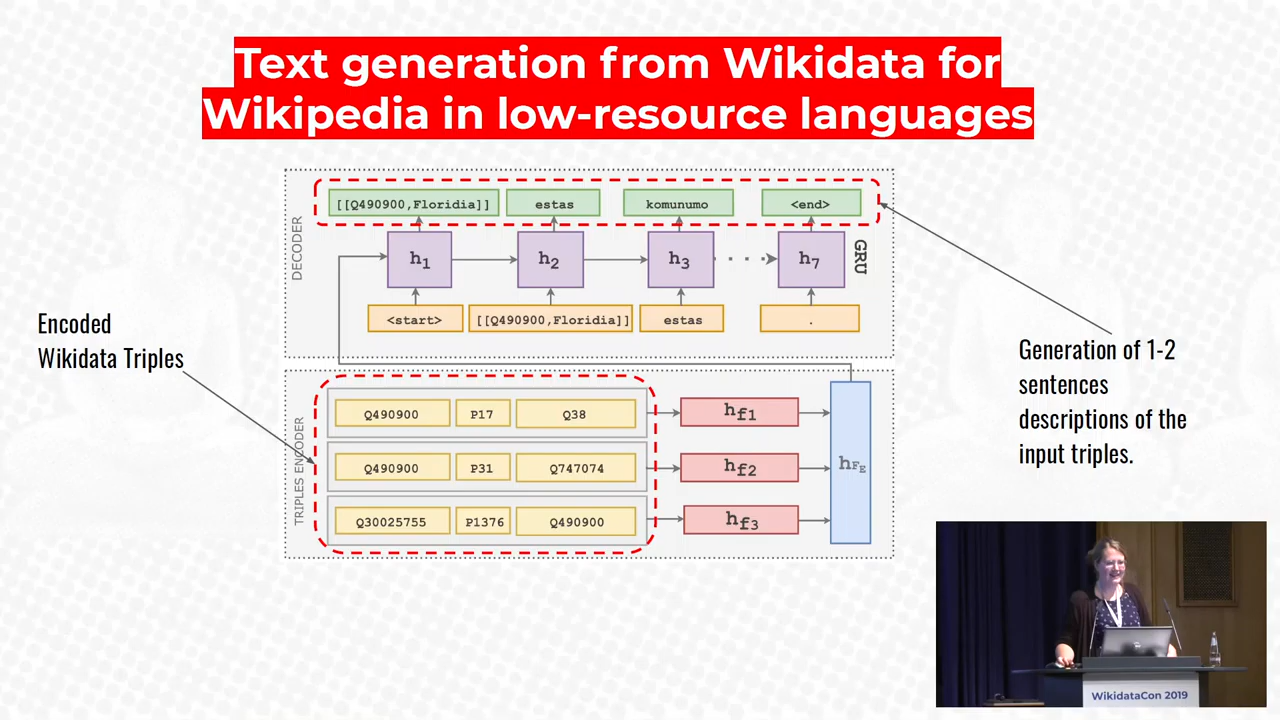 Text generation from Wikidata for
Wikipedia in low-resource languages
DECODER
[[Q490900,Floridia]] estas komunumo <end>
h1 h2 h3 h7 GRU
<start> [[Q490900,Floridia]] estas .
Encoded
Wikidata Triples
Generation of 1-2
sentences
descriptions of the
input triples.
TRIPLES ENCODER
Q490900 P17 Q38 hf1
Q490900 P31 Q747074 hf2 hFE
Q30025755 P1376 Q490900 hf3
WikidataCon 2019